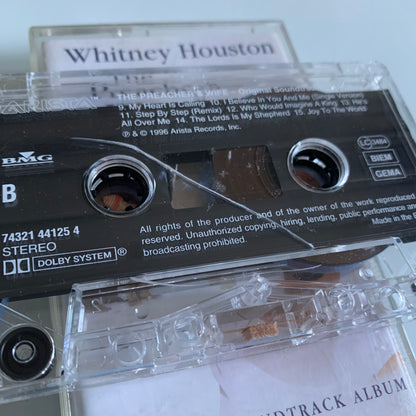 Whitney Houston
ARISTA
THE PREACHER'S WIFE – Original Soundtr
9. My Heart Is Calling 10. I Believe In You And Me (Single Version
11. Step By Step (Remix) 12. Who Would Imagine A King 13. He's
All Over Me 14. The Lord Is My Shepherd 15. Joy To The World
℗ & © 1996 Arista Records, Inc.
BMG
LC 3484
BIEM
GEMA
B
74321 44125 4
STEREO
DOLBY SYSTEM®
All rights of the producer and of the owner of the work reproduced
reserved. Unauthorized copying, hiring, lending, public performance and
broadcasting prohibited.
Made in the
NDTRACK ALBUM